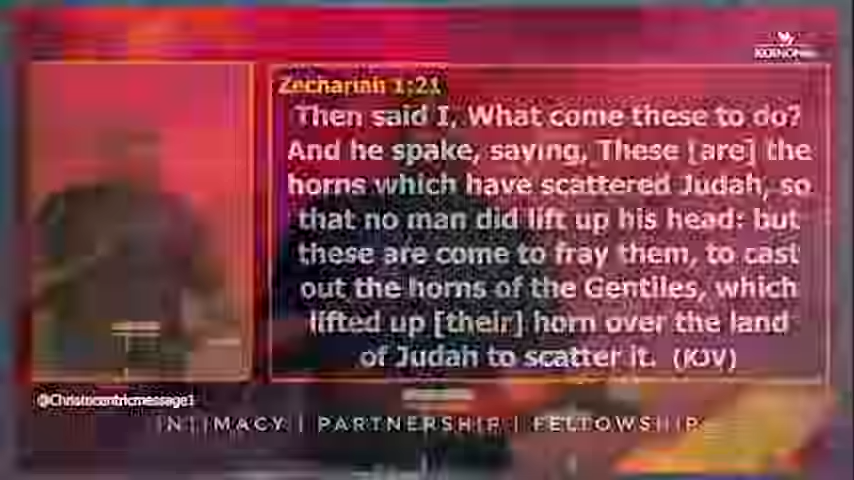 KOINONIA
Zechariah 1:21
Then said I, What come these to do?
And he spake, saying, These [are] the
horns which have scattered Judah, so
that no man did lift up his head: but
these are come to fray them, to cast
out the horns of the Gentiles, which
lifted up [their] horn over the land
of Judah to scatter it. (KJV)
@Christocentricmessage1
INTIMACY | PARTNERSHIP | FELLOWSHIP